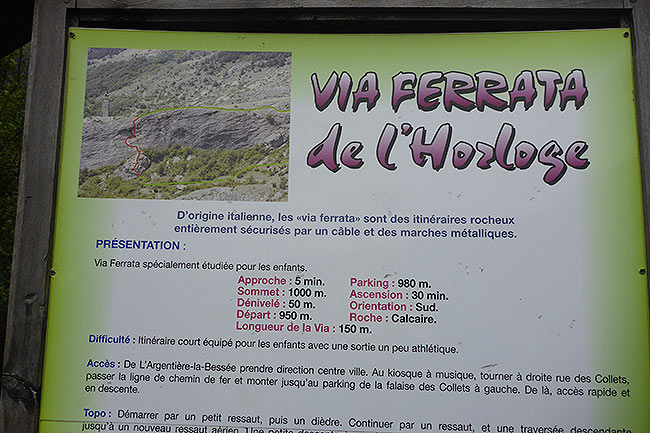 VIA FERRATA
de l'Horloge
D'origine italienne, les «via ferrata» sont des itinéraires rocheux
entièrement sécurisés par un câble et des marches métalliques.
PRÉSENTATION :
Via Ferrata spécialement étudiée pour les enfants.
Approche : 5 min. Parking : 980 m.
Sommet : 1000 m. Ascension : 30 min.
Dénivelé : 50 m. Orientation : Sud.
Départ : 950 m. Roche : Calcaire.
Longueur de la Via : 150 m.
Difficulté : Itinéraire court équipé pour les enfants avec une sortie un peu athlétique.
Accès : De L'Argentière-la-Bessée prendre direction centre ville. Au kiosque à musique, tourner à droite rue des Collets,
passer la ligne de chemin de fer et monter jusqu'au parking de la falaise des Collets à gauche. De là, accès rapide et
en descente.
Topo : Démarrer par un petit ressaut, puis un dièdre. Continuer par un ressaut, et une traversée descendante
jusqu'à un nouveau ressaut aérien. Une petite